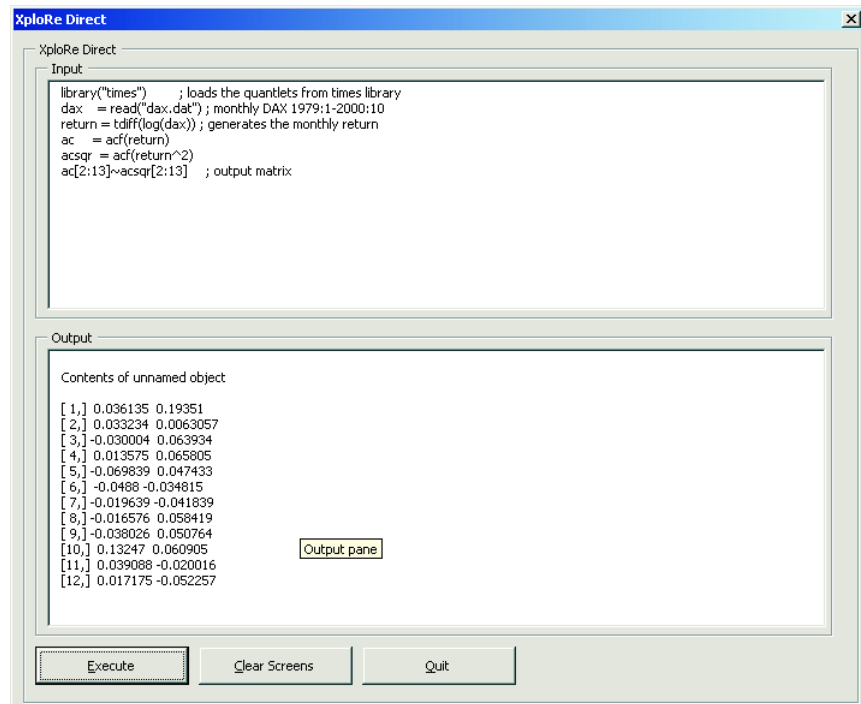 XploRe Direct
XploRe Direct
Input
library("times") ; loads the quantlets from times library
dax = read("dax.dat") ; monthly DAX 1979:1-2000:10
return = tdiff(log(dax)) ; generates the monthly return
ac = acf(return)
acsqr = acf(return^2)
ac[2:13]~acsqr[2:13] ; output matrix
Output
Contents of unnamed object
[ 1,] 0.036135 0.19351
[ 2,] 0.033234 0.0063057
[ 3,] -0.030004 0.063934
[ 4,] 0.013575 0.065805
[ 5,] -0.069839 0.047433
[ 6,] -0.0488 -0.034815
[ 7,] -0.019639 -0.041839
[ 8,] -0.016576 0.058419
[ 9,] -0.038026 0.050764
[10,] 0.13247 0.060905
Output pane
[11,] 0.039088 -0.020016
[12,] 0.017175 -0.052257
Execute Clear Screens Quit